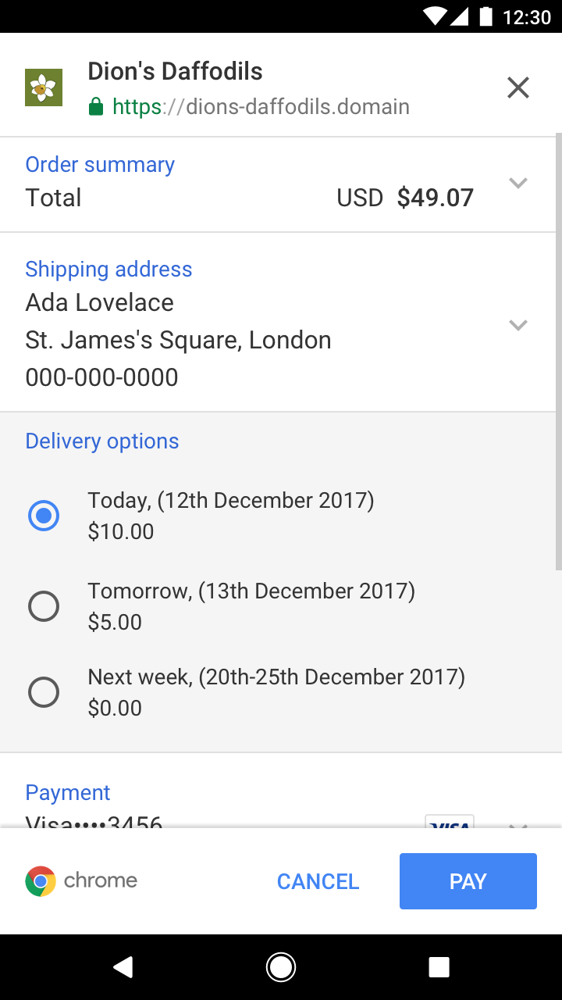 12:30
Dion's Daffodils
https://dions-daffodils.domain
Order summary
Total USD $49.07
Shipping address
Ada Lovelace
St. James's Square, London
000-000-0000
Delivery options
Today, (12th December 2017)
$10.00
Tomorrow, (13th December 2017)
$5.00
Next week, (20th-25th December 2017)
$0.00
Payment
Visa••••3456 VISA
chrome CANCEL PAY